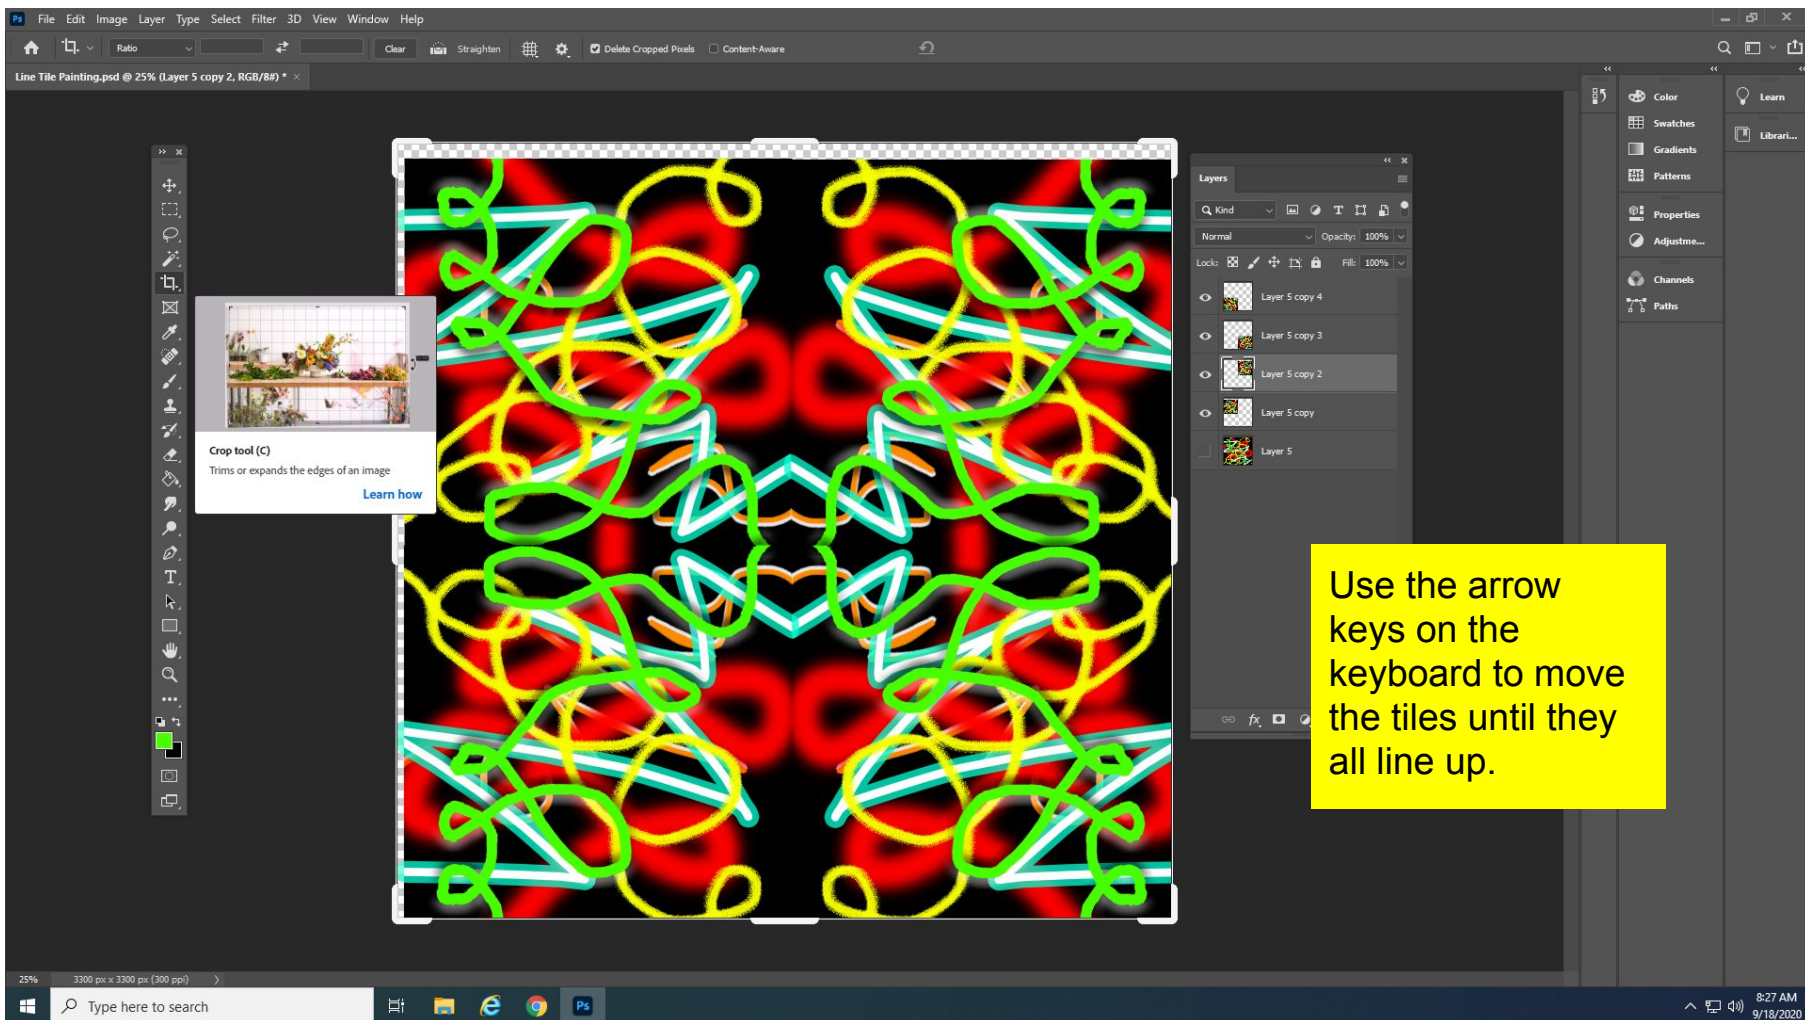 Ps File Edit Image Layer Type Select Filter 3D View Window Help
Ratio Clear Straighten Delete Cropped Pixels Content-Aware
Line Tile Painting.psd @ 25% (Layer 5 copy 2, RGB/8#) * ×
Color
Swatches
Gradients
Patterns
Properties
Adjustme...
Channels
Paths
Learn
Librari...
Layers
Kind
Normal Opacity: 100%
Lock: Fill: 100%
Layer 5 copy 4
Layer 5 copy 3
Layer 5 copy 2
Layer 5 copy
Layer 5
fx
Crop tool (C)
Trims or expands the edges of an image
Learn how
Use the arrow
keys on the
keyboard to move
the tiles until they
all line up.
25% 3300 px x 3300 px (300 ppi)
Type here to search
Ps
8:27 AM
9/18/2020